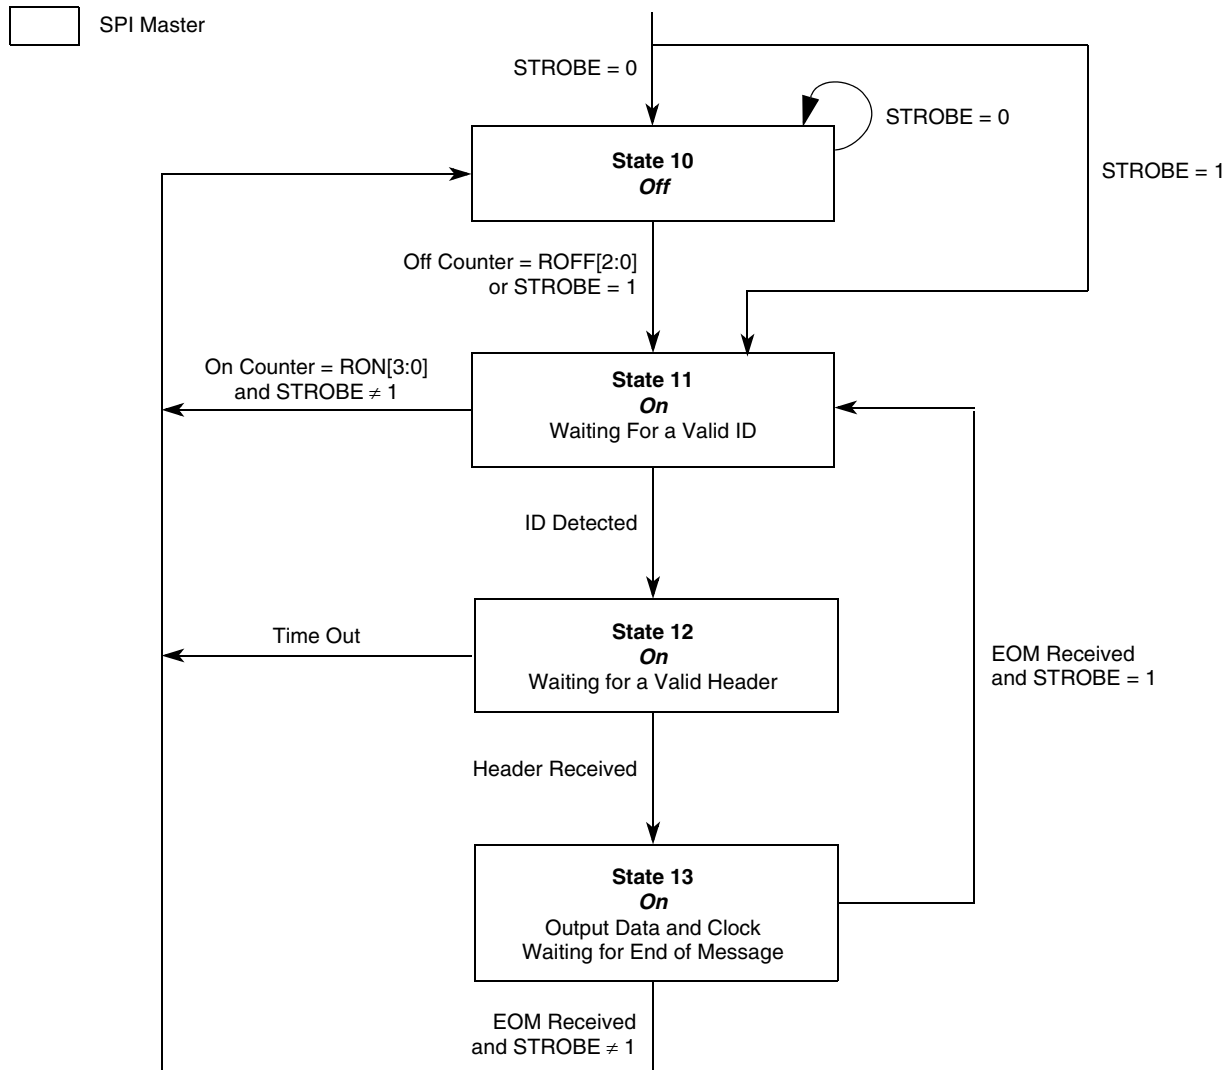 SPI Master
STROBE = 0
STROBE = 0
STROBE = 1
State 10
Off
Off Counter = ROFF[2:0]
or STROBE = 1
On Counter = RON[3:0]
and STROBE ≠ 1
State 11
On
Waiting For a Valid ID
ID Detected
Time Out
State 12
On
Waiting for a Valid Header
EOM Received
and STROBE = 1
Header Received
State 13
On
Output Data and Clock
Waiting for End of Message
EOM Received
and STROBE ≠ 1